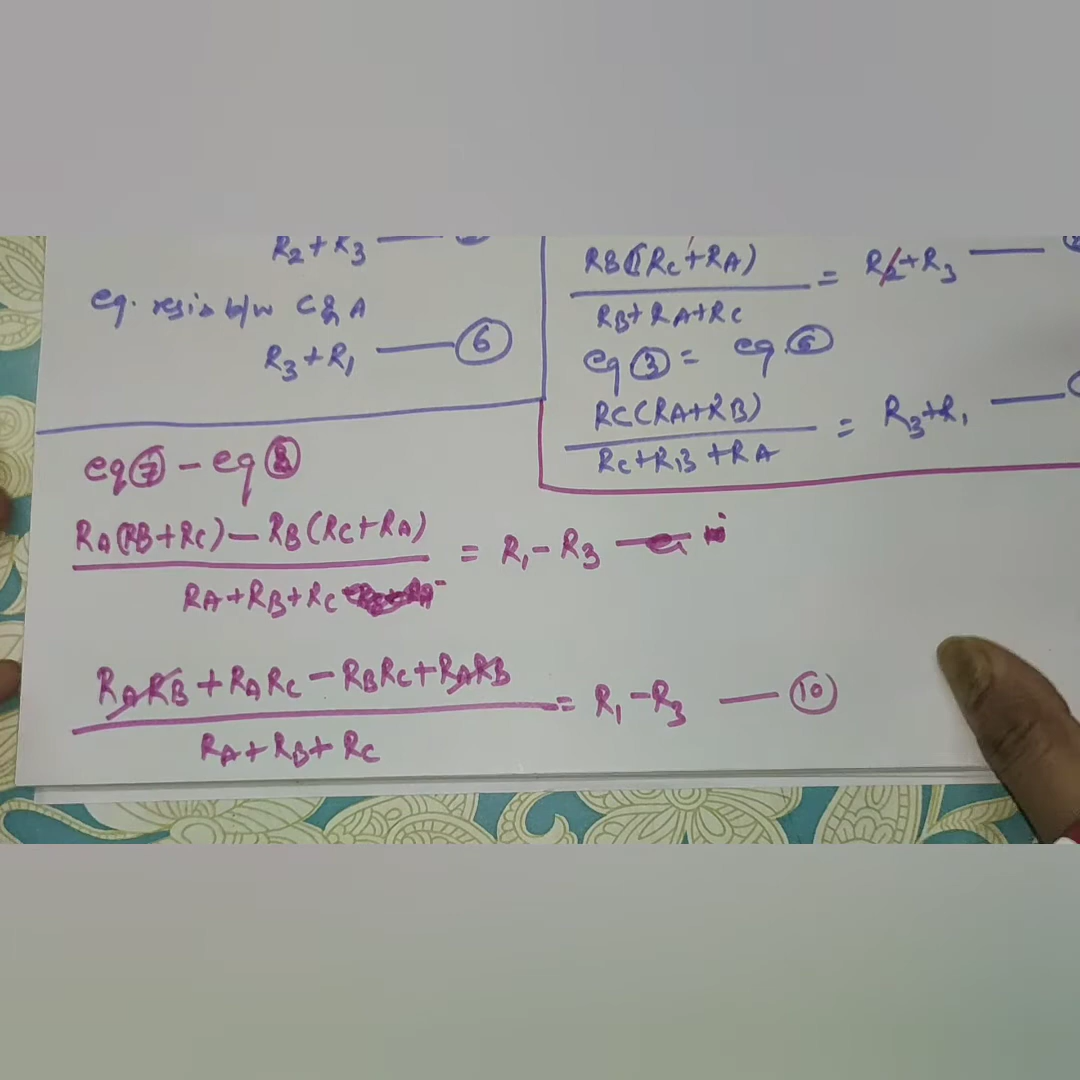 R₂+R₃ —
eq. resis b/w C & A
R₃+R₁ — ⑥
RB(RC+RA) / RB+RA+RC = R2+R₃ —
eq ③ = eq. ⑥
RC(RA+RB) / RC+RB+RA = R₃+R₁ —
eq ⑦ – eq ⑧
RA(RB+RC) – RB(RC+RA) / RA+RB+RC = R₁–R₃ —
RARB + RARC – RBRC + RARB / RA+RB+RC = R₁–R₃ — ⑩